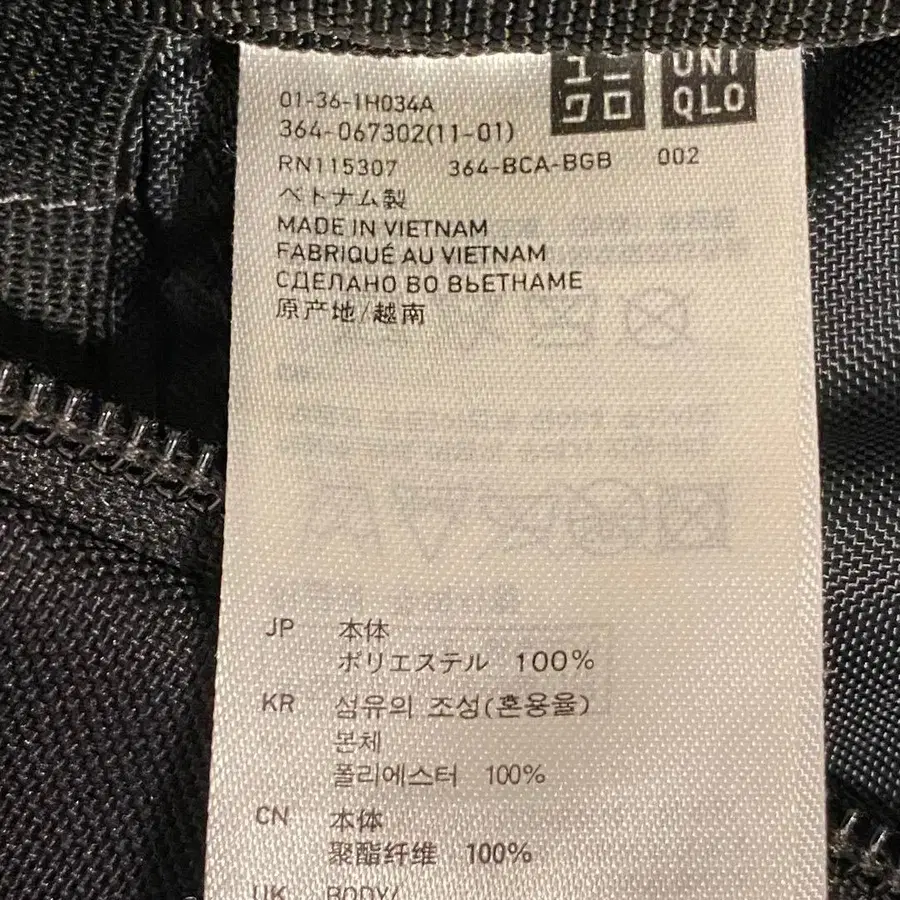 ユニ
クロ
UNI
QLO
01-36-1H034A
364-067302(11-01)
RN115307 364-BCA-BGB 002
ベトナム製
MADE IN VIETNAM
FABRIQUÉ AU VIETNAM
СДЕЛАНО ВО ВЬЕТНАМЕ
原产地/越南
JP 本体
ポリエステル 100%
KR 섬유의 조성(혼용율)
본체
폴리에스터 100%
CN 本体
聚酯纤维 100%
UK BODY/